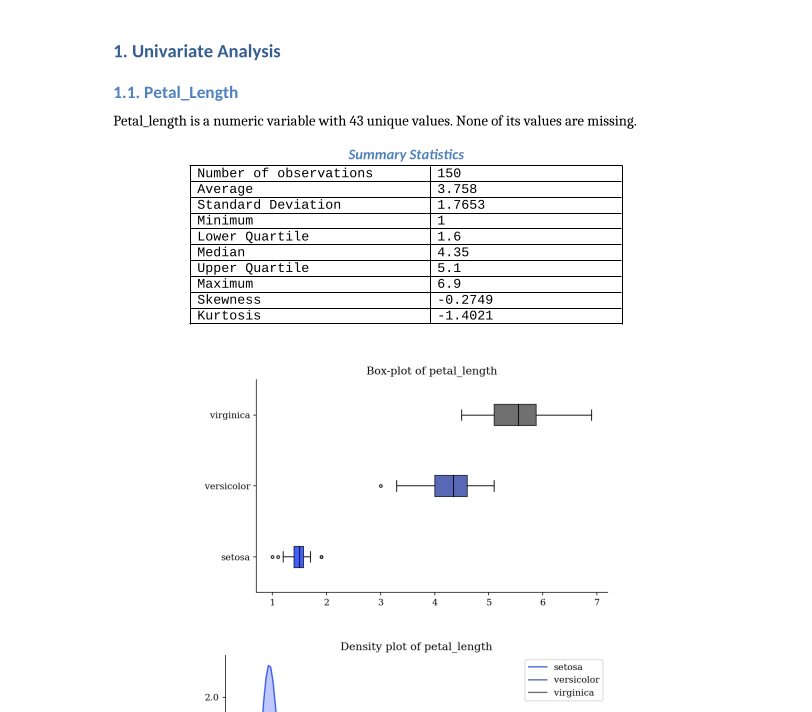 1. Univariate Analysis
1.1. Petal_Length
Petal_length is a numeric variable with 43 unique values. None of its values are missing.
Summary Statistics
Number of observations 150
Average 3.758
Standard Deviation 1.7653
Minimum 1
Lower Quartile 1.6
Median 4.35
Upper Quartile 5.1
Maximum 6.9
Skewness -0.2749
Kurtosis -1.4021
Box-plot of petal_length
virginica
versicolor
setosa
1 2 3 4 5 6 7
Density plot of petal_length
setosa
versicolor
virginica
2.0